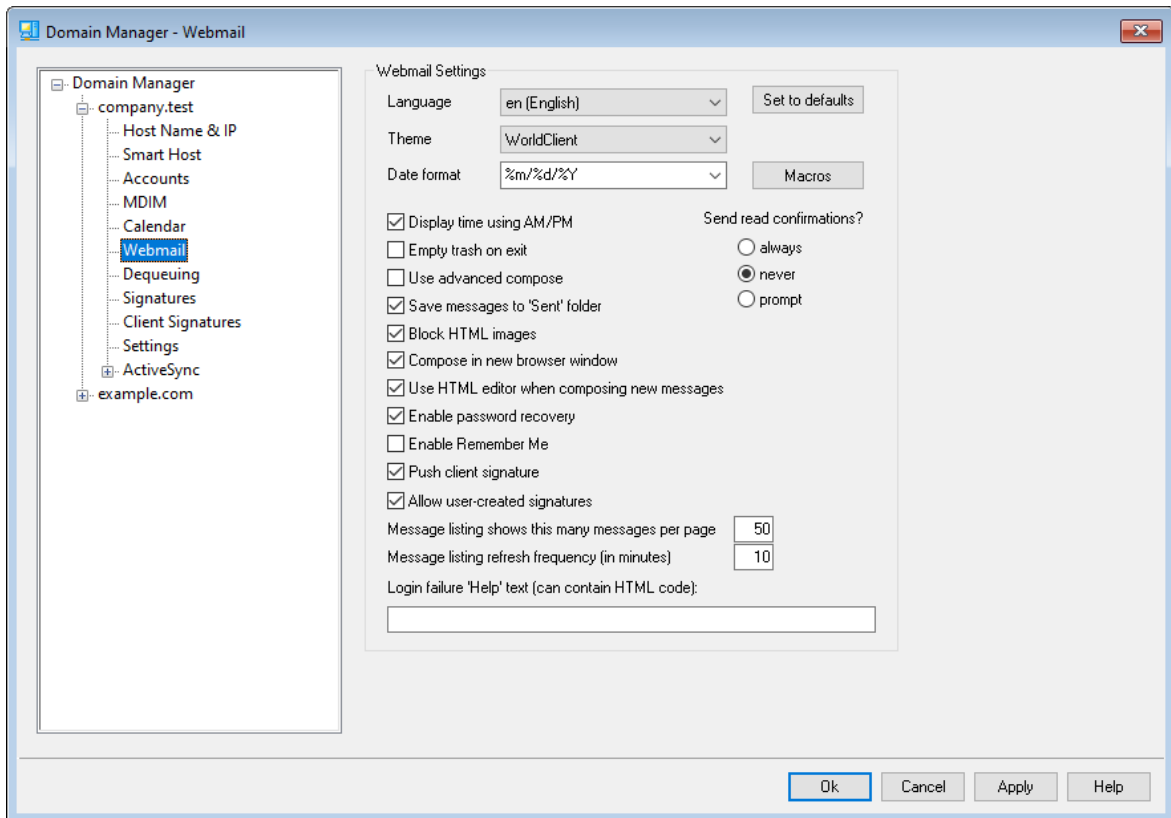 Domain Manager - Webmail
Domain Manager
company.test
Host Name & IP
Smart Host
Accounts
MDIM
Calendar
Webmail
Dequeuing
Signatures
Client Signatures
Settings
ActiveSync
example.com
Webmail Settings
Language en (English) Set to defaults
Theme WorldClient
Date format %m/%d/%Y Macros
Display time using AM/PM
Empty trash on exit
Use advanced compose
Save messages to 'Sent' folder
Block HTML images
Compose in new browser window
Use HTML editor when composing new messages
Enable password recovery
Enable Remember Me
Push client signature
Allow user-created signatures
Send read confirmations?
always
never
prompt
Message listing shows this many messages per page 50
Message listing refresh frequency (in minutes) 10
Login failure 'Help' text (can contain HTML code):
Ok Cancel Apply Help